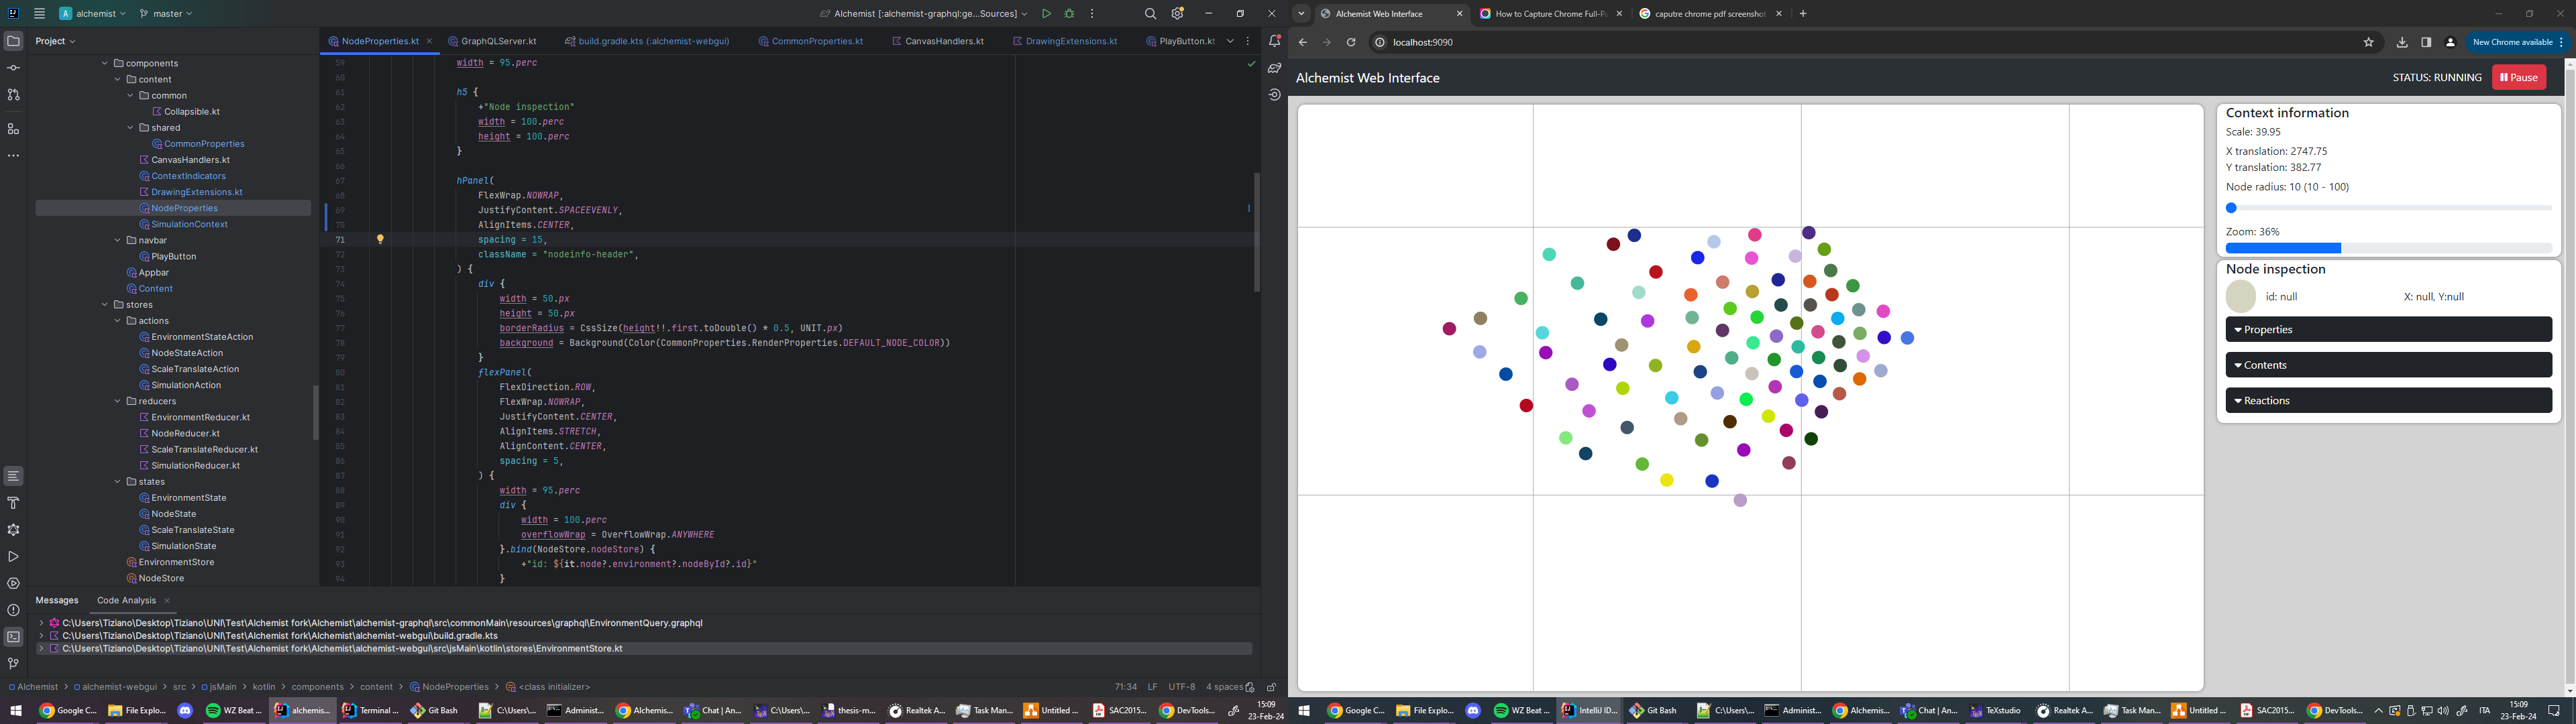 alchemist
master
Alchemist [:alchemist-graphql:ge...Sources]
Project
components
content
common
Collapsible.kt
shared
CommonProperties
CanvasHandlers.kt
ContextIndicators
DrawingExtensions.kt
NodeProperties
SimulationContext
navbar
PlayButton
Appbar
Content
stores
actions
EnvironmentStateAction
NodeStateAction
ScaleTranslateAction
SimulationAction
reducers
EnvironmentReducer.kt
NodeReducer.kt
ScaleTranslateReducer.kt
SimulationReducer.kt
states
EnvironmentState
NodeState
ScaleTranslateState
SimulationState
EnvironmentStore
NodeStore
NodeProperties.kt
GraphQLServer.kt
build.gradle.kts (:alchemist-webgui)
CommonProperties.kt
CanvasHandlers.kt
DrawingExtensions.kt
PlayButton.kt
59 width = 95.perc
60
61 h5 {
62 +"Node inspection"
63 width = 100.perc
64 height = 100.perc
65 }
66
67 hPanel(
68 FlexWrap.NOWRAP,
69 JustifyContent.SPACEEVENLY,
70 AlignItems.CENTER,
71 spacing = 15,
72 className = "nodeinfo-header",
73 ) {
74 div {
75 width = 50.px
76 height = 50.px
77 borderRadius = CssSize(height!!.first.toDouble() * 0.5, UNIT.px)
78 background = Background(Color(CommonProperties.RenderProperties.DEFAULT_NODE_COLOR))
79 }
80 flexPanel(
81 FlexDirection.ROW,
82 FlexWrap.NOWRAP,
83 JustifyContent.CENTER,
84 AlignItems.STRETCH,
85 AlignContent.CENTER,
86 spacing = 5,
87 ) {
88 width = 95.perc
89 div {
90 width = 100.perc
91 overflowWrap = OverflowWrap.ANYWHERE
92 }.bind(NodeStore.nodeStore) {
93 +"id: ${it.node?.environment?.nodeById?.id}"
94 }
Messages
Code Analysis
C:\Users\Tiziano\Desktop\Tiziano\UNI\Test\Alchemist fork\Alchemist\alchemist-graphql\src\commonMain\resources\graphql\EnvironmentQuery.graphql
C:\Users\Tiziano\Desktop\Tiziano\UNI\Test\Alchemist fork\Alchemist\alchemist-webgui\build.gradle.kts
C:\Users\Tiziano\Desktop\Tiziano\UNI\Test\Alchemist fork\Alchemist\alchemist-webgui\src\jsMain\kotlin\stores\EnvironmentStore.kt
Alchemist > alchemist-webgui > src > jsMain > kotlin > components > content > NodeProperties > <class initializer>
71:34 LF UTF-8 4 spaces
Google C... File Explo... WZ Beat ... alchemis... Terminal ... Git Bash C:\Users\... Administ... Alchemis... Chat | An... C:\Users\... thesis-m... Realtek A... Task Man... Untitled ... SAC2015... DevTools... 15:09
23-Feb-24
Alchemist Web Interface
How to Capture Chrome Full-P
caputre chrome pdf screenshot
localhost:9090
New Chrome available
Alchemist Web Interface
STATUS: RUNNING
Pause
Context information
Scale: 39.95
X translation: 2747.75
Y translation: 382.77
Node radius: 10 (10 - 100)
Zoom: 36%
Node inspection
id: null
X: null, Y:null
Properties
Contents
Reactions
Google C... File Explo... WZ Beat ... IntelliJ ID... Git Bash C:\Users\... Administ... Alchemis... Chat | An... TeXstudio Realtek A... Task Man... Untitled ... SAC2015... DevTools... ITA 15:09
23-Feb-24